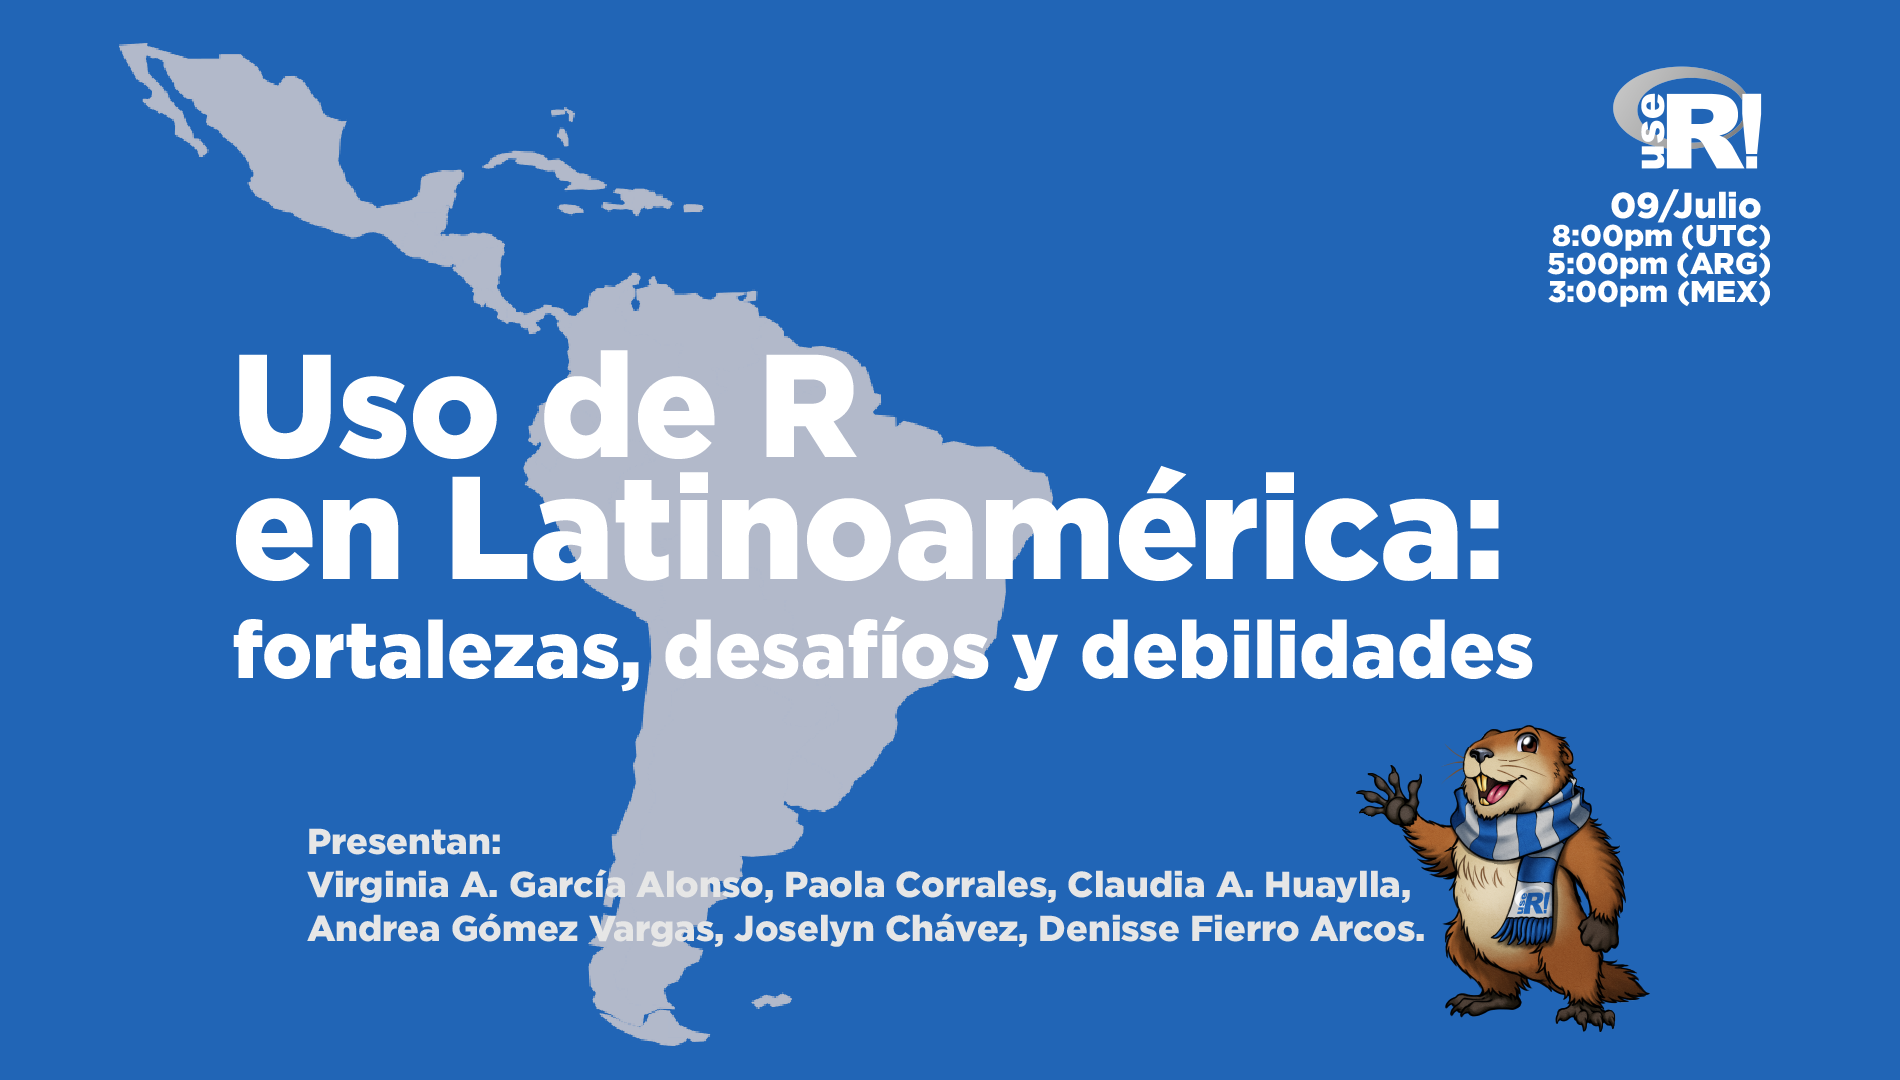 useR!
09/Julio
8:00pm (UTC)
5:00pm (ARG)
3:00pm (MEX)
Uso de R
en Latinoamérica:
fortalezas, desafíos y debilidades
Presentan:
Virginia A. García Alonso, Paola Corrales, Claudia A. Huaylla,
Andrea Gómez Vargas, Joselyn Chávez, Denisse Fierro Arcos.
useR!